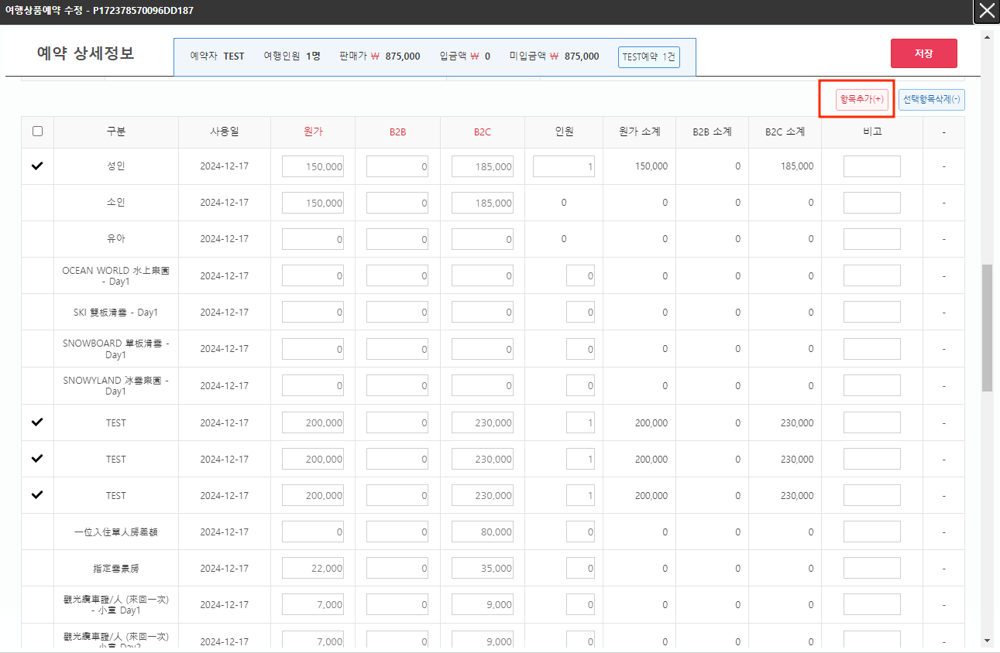 여행상품예약 수정 - P172378570096DD187
예약 상세정보
예약자 TEST 여행인원 1명 판매가 ₩ 875,000 입금액 ₩ 0 미입금액 ₩ 875,000 TEST예약 1건
저장
항목추가(+) 선택항목삭제(-)
구분 사용일 원가 B2B B2C 인원 원가 소계 B2B 소계 B2C 소계 비고 -
성인 2024-12-17 150,000 0 185,000 1 150,000 0 185,000 -
소인 2024-12-17 150,000 0 185,000 0 0 0 0 -
유아 2024-12-17 0 0 0 0 0 0 0 -
OCEAN WORLD 水上樂園
- Day1 2024-12-17 0 0 0 0 0 0 0 -
SKI 雙板滑雪 - Day1 2024-12-17 0 0 0 0 0 0 0 -
SNOWBOARD 單板滑雪 -
Day1 2024-12-17 0 0 0 0 0 0 0 -
SNOWYLAND 冰雪樂園 -
Day1 2024-12-17 0 0 0 0 0 0 0 -
TEST 2024-12-17 200,000 0 230,000 1 200,000 0 230,000 -
TEST 2024-12-17 200,000 0 230,000 1 200,000 0 230,000 -
TEST 2024-12-17 200,000 0 230,000 1 200,000 0 230,000 -
一位入住單人房差額 2024-12-17 0 0 80,000 0 0 0 0 -
指定雪景房 2024-12-17 22,000 0 35,000 0 0 0 0 -
觀光纜車證/人 (來回一次)
- 小童 Day1 2024-12-17 7,000 0 9,000 0 0 0 0 -
觀光纜車證/人 (來回一次)
- 小童 Day2 2024-12-17 7,000 0 9,000 0 0 0 0 -